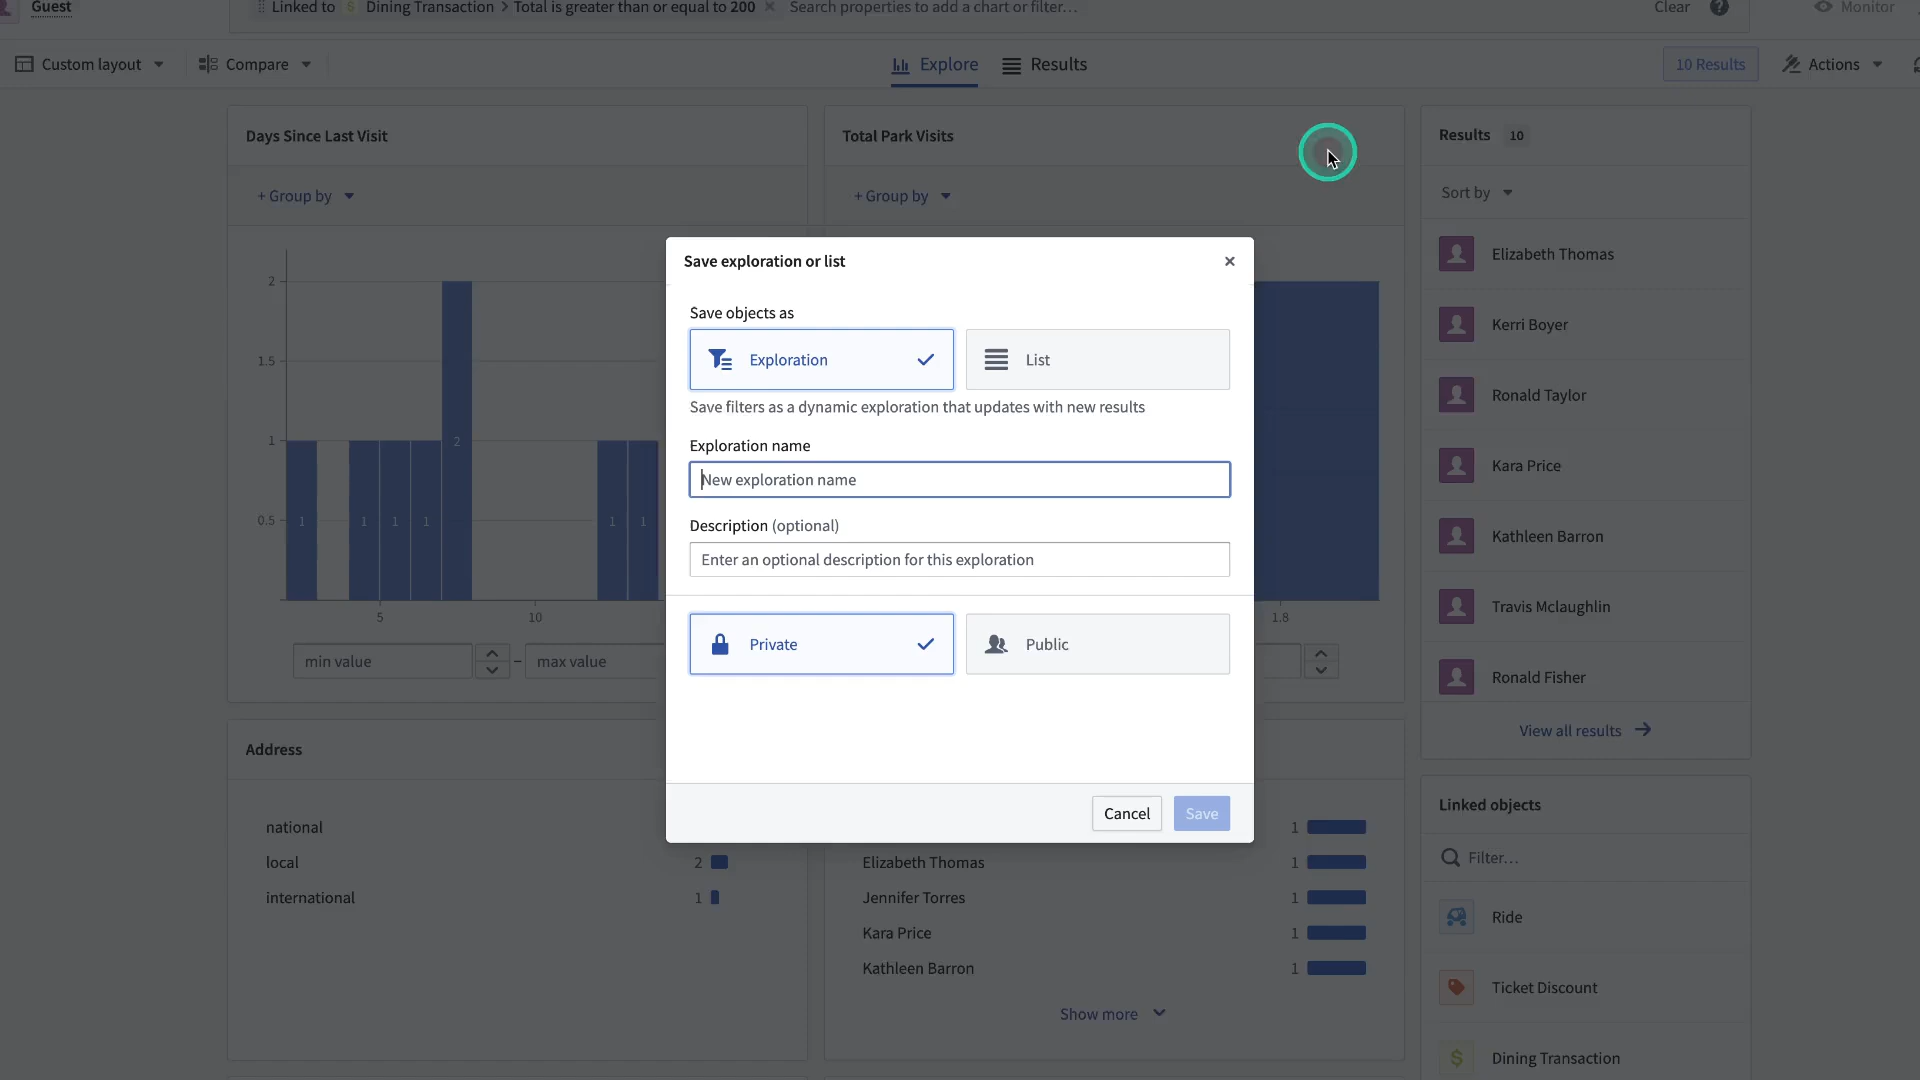 Guest
Linked to $ Dining Transaction > Total is greater than or equal to 200 × Search properties to add a chart or filter…
Clear ? Monitor
Custom layout
Compare
Explore
Results
10 Results
Actions
Days Since Last Visit
+ Group by
2
1.5
1
0.5
1
1
1
1
2
1
1
5
10
min value
–
max value
Total Park Visits
+ Group by
1.8
Results 10
Sort by
Elizabeth Thomas
Kerri Boyer
Ronald Taylor
Kara Price
Kathleen Barron
Travis Mclaughlin
Ronald Fisher
View all results
Save exploration or list
Save objects as
Exploration
List
Save filters as a dynamic exploration that updates with new results
Exploration name
New exploration name
Description (optional)
Enter an optional description for this exploration
Private
Public
Cancel
Save
Address
national
local 2
international 1
1
Elizabeth Thomas 1
Jennifer Torres 1
Kara Price 1
Kathleen Barron 1
Show more
Linked objects
Filter…
Ride
Ticket Discount
$ Dining Transaction